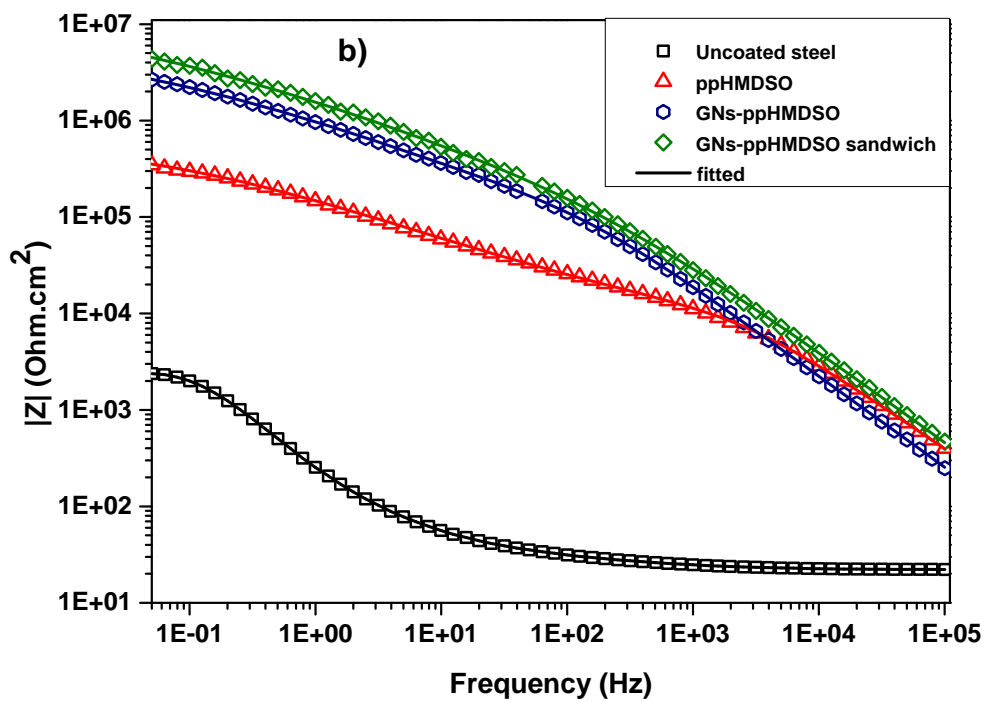 1E+07
1E+06
1E+05
1E+04
1E+03
1E+02
1E+01
|Z| (Ohm.cm²)
b)
Uncoated steel
ppHMDSO
GNs-ppHMDSO
GNs-ppHMDSO sandwich
fitted
1E-01 1E+00 1E+01 1E+02 1E+03 1E+04 1E+05
Frequency (Hz)